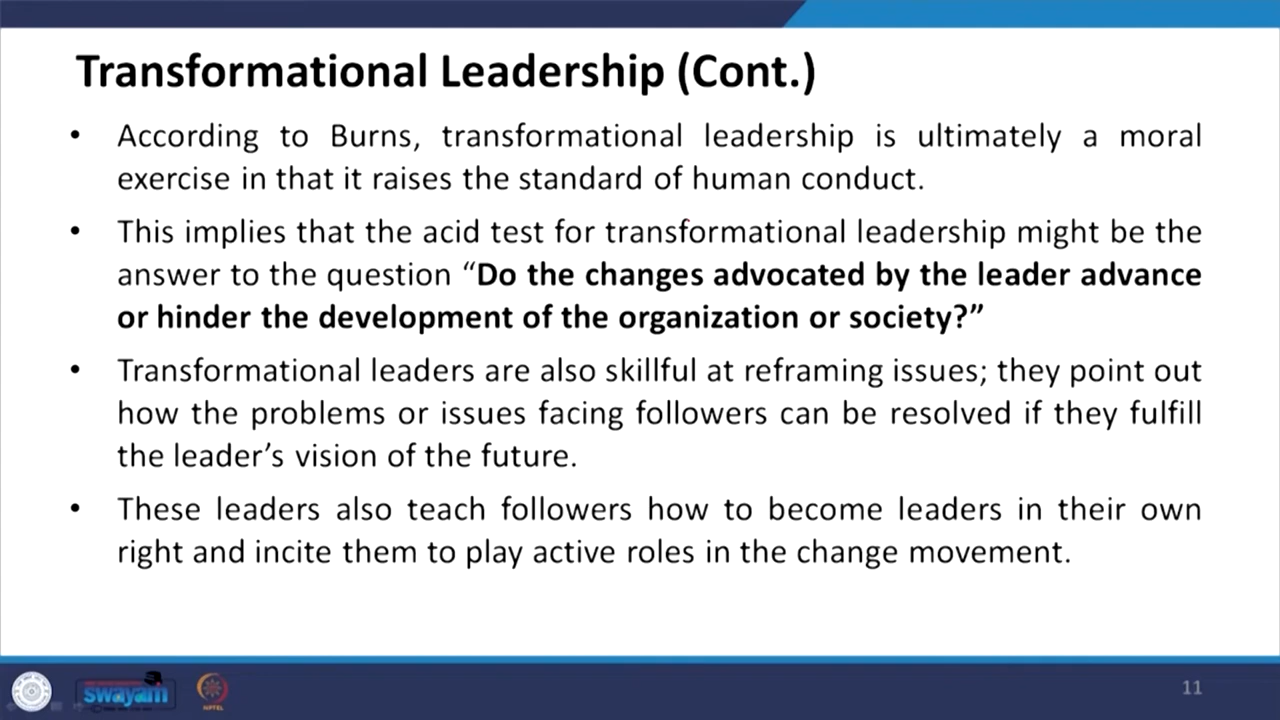 Transformational Leadership (Cont.)
• According to Burns, transformational leadership is ultimately a moral
exercise in that it raises the standard of human conduct.
• This implies that the acid test for transformational leadership might be the
answer to the question “Do the changes advocated by the leader advance
or hinder the development of the organization or society?”
• Transformational leaders are also skillful at reframing issues; they point out
how the problems or issues facing followers can be resolved if they fulfill
the leader’s vision of the future.
• These leaders also teach followers how to become leaders in their own
right and incite them to play active roles in the change movement.
swayam
NPTEL
11